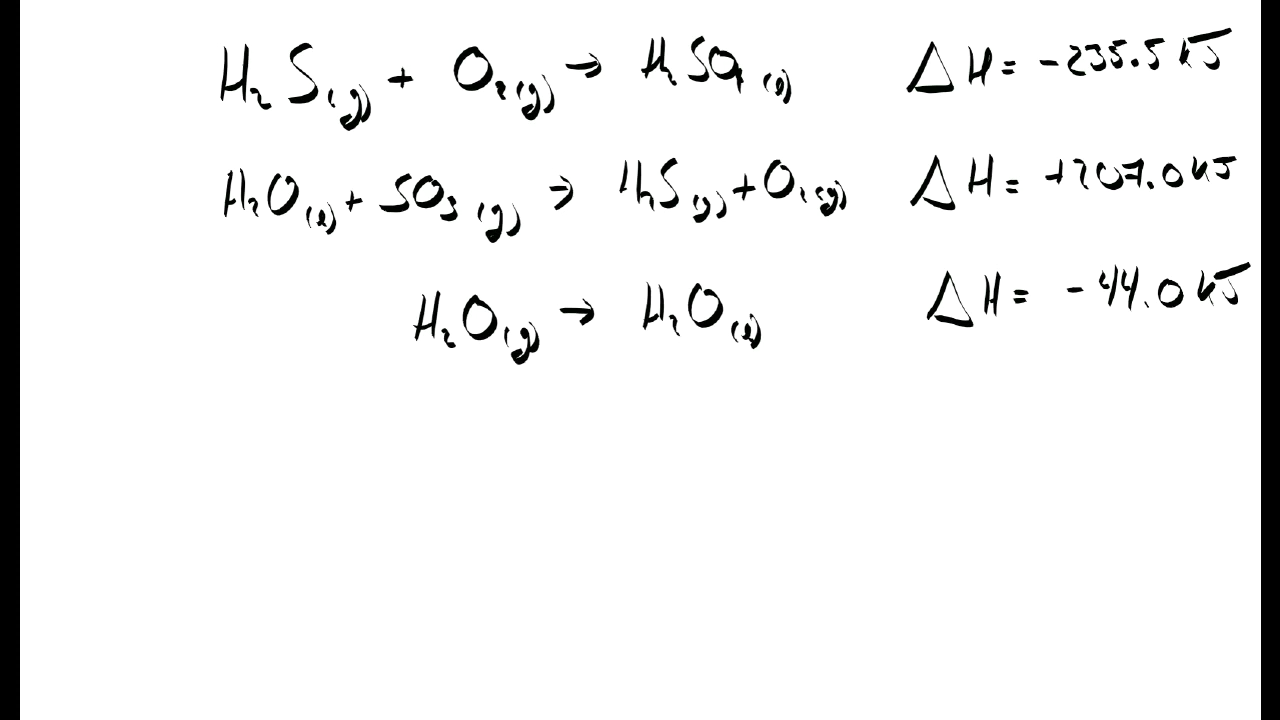 H₂S(g) + O₂(g) → H₂SO₄(l) ΔH = -235.5 kJ
H₂O(l) + SO₃(g) → H₂S(g) + O₂(g) ΔH = +207.0 kJ
H₂O(g) → H₂O(l) ΔH = -44.0 kJ